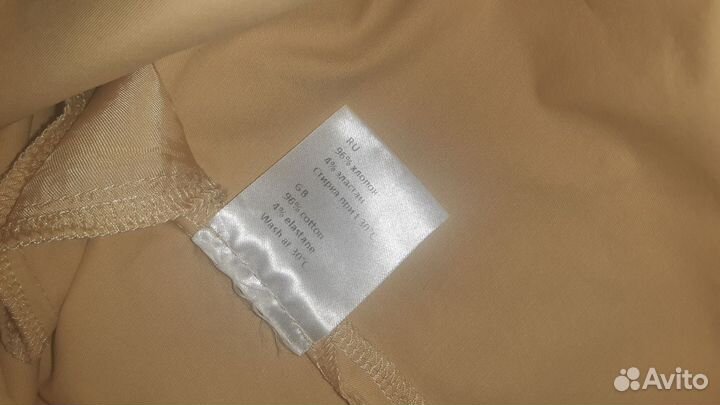 RU
96% хлопок
4% эластан
Стирка при t 30°C
GB
96% cotton
4% elastane
Wash at 30°C
Avito